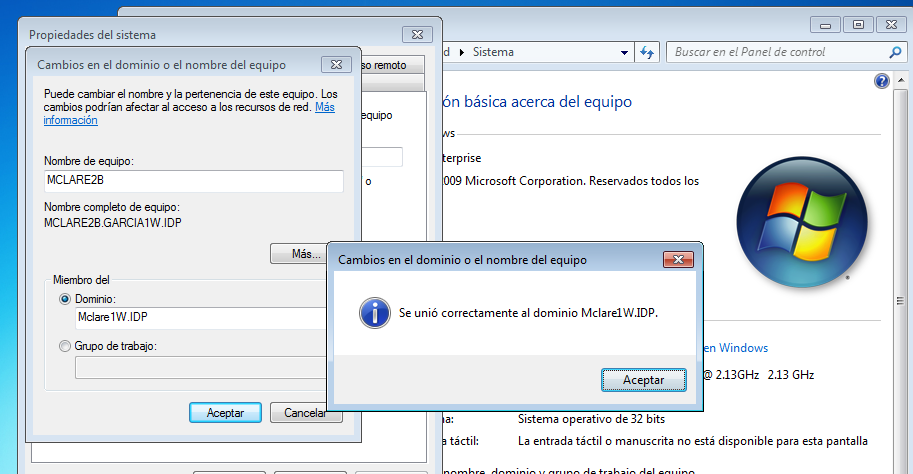 Propiedades del sistema
Cambios en el dominio o el nombre del equipo
Puede cambiar el nombre y la pertenencia de este equipo. Los
cambios podrían afectar al acceso a los recursos de red. Más
información
Nombre de equipo:
MCLARE2B
Nombre completo de equipo:
MCLARE2B.GARCIA1W.IDP
Más...
Miembro del
Dominio:
Mclare1W.IDP
Grupo de trabajo:
Aceptar
Cancelar
so remoto
equipo
o
Sistema
Buscar en el Panel de control
ón básica acerca del equipo
ws
terprise
2009 Microsoft Corporation. Reservados todos los
Cambios en el dominio o el nombre del equipo
Se unió correctamente al dominio Mclare1W.IDP.
Aceptar
en Windows
@ 2.13GHz 2.13 GHz
ma: Sistema operativo de 32 bits
a táctil: La entrada táctil o manuscrita no está disponible para esta pantalla
nombre, dominio y grupo de trabajo del equipo